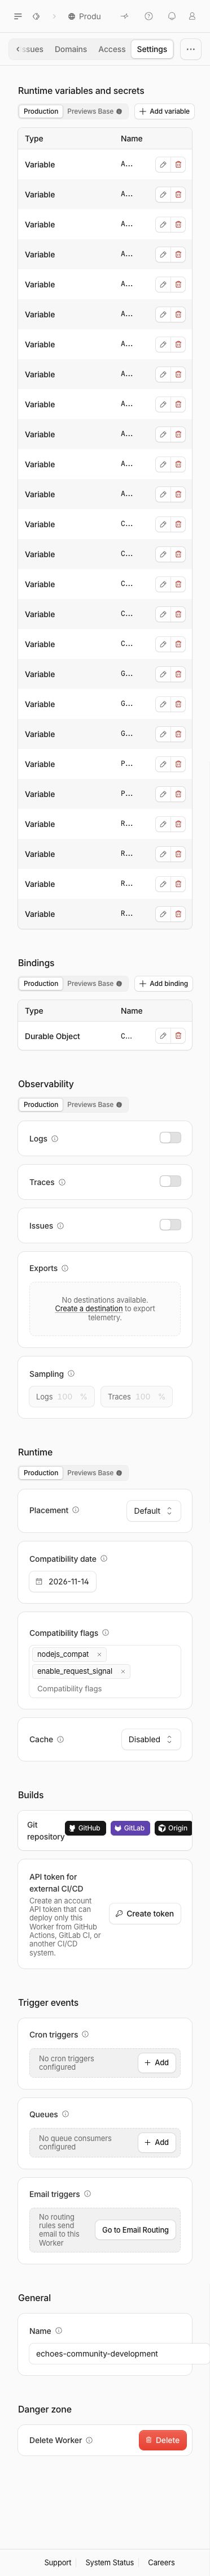 Produ
ssues Domains Access Settings
Runtime variables and secrets
Production Previews Base Add variable
Type Name
Variable A...
Variable A...
Variable A...
Variable A...
Variable A...
Variable A...
Variable A...
Variable A...
Variable A...
Variable A...
Variable A...
Variable A...
Variable C...
Variable C...
Variable C...
Variable C...
Variable C...
Variable G...
Variable G...
Variable G...
Variable P...
Variable P...
Variable R...
Variable R...
Variable R...
Variable R...
Bindings
Production Previews Base Add binding
Type Name
Durable Object C...
Observability
Production Previews Base
Logs
Traces
Issues
Exports
No destinations available.
Create a destination to export
telemetry.
Sampling
Logs 100 % Traces 100 %
Runtime
Production Previews Base
Placement Default
Compatibility date
2026-11-14
Compatibility flags
nodejs_compat ×
enable_request_signal ×
Compatibility flags
Cache Disabled
Builds
Git
repository GitHub GitLab Origin
API token for
external CI/CD
Create an account
API token that can
deploy only this
Worker from GitHub
Actions, GitLab CI, or
another CI/CD
system.
Create token
Trigger events
Cron triggers
No cron triggers
configured
Add
Queues
No queue consumers
configured
Add
Email triggers
No routing
rules send
email to this
Worker
Go to Email Routing
General
Name
echoes-community-development
Danger zone
Delete Worker Delete
Support System Status Careers